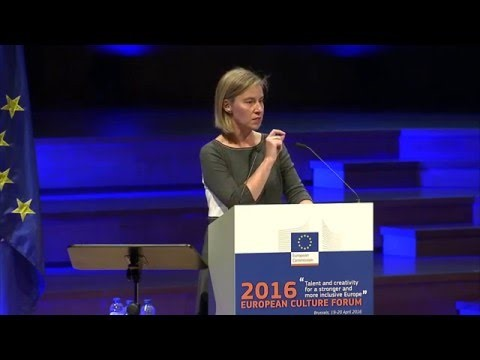 European
Commission
2016
"Talent and creativity
for a stronger and
more inclusive Europe"
EUROPEAN CULTURE FORUM
Brussels, 19-20 April 2016